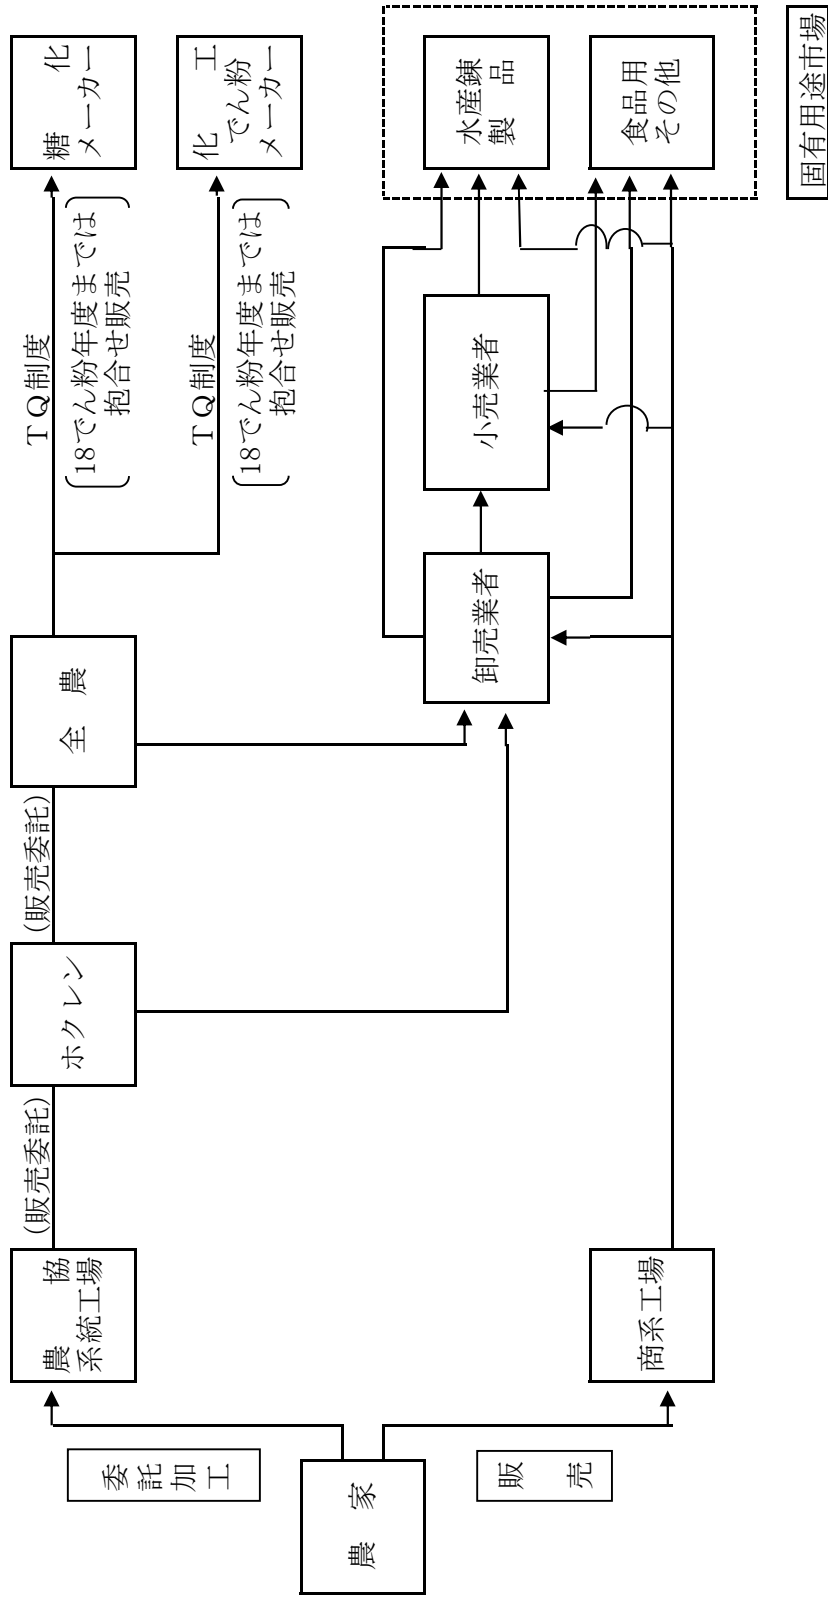 農家
委託加工
販売
農協
系統工場
商系工場
(販売委託)
ホクレン
(販売委託)
全農
卸売業者
小売業者
TQ制度
18でん粉年度までは
抱合せ販売
TQ制度
18でん粉年度までは
抱合せ販売
糖化
メーカー
化工
でん粉
メーカー
水産錬
製品
食品用
その他
固有用途市場